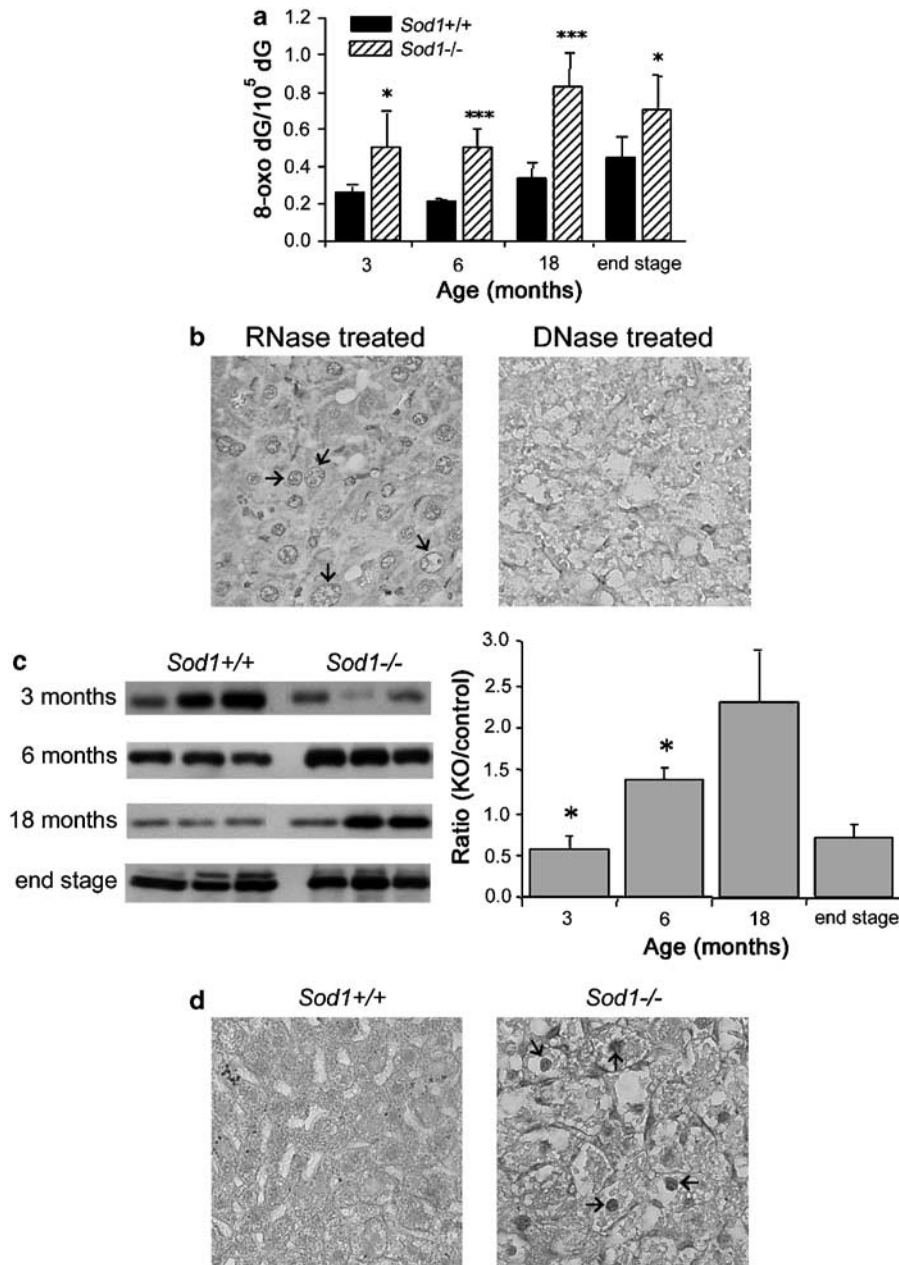 a
Sod1+/+
Sod1-/-
8-oxo dG/10^5 dG
1.2
1.0
0.8
0.6
0.4
0.2
0.0
*
***
***
*
3 6 18 end stage
Age (months)
b
RNase treated DNase treated
c
Sod1+/+ Sod1-/-
3 months
6 months
18 months
end stage
Ratio (KO/control)
3.0
2.5
2.0
1.5
1.0
0.5
0.0
*
*
3 6 18 end stage
Age (months)
d
Sod1+/+ Sod1-/-